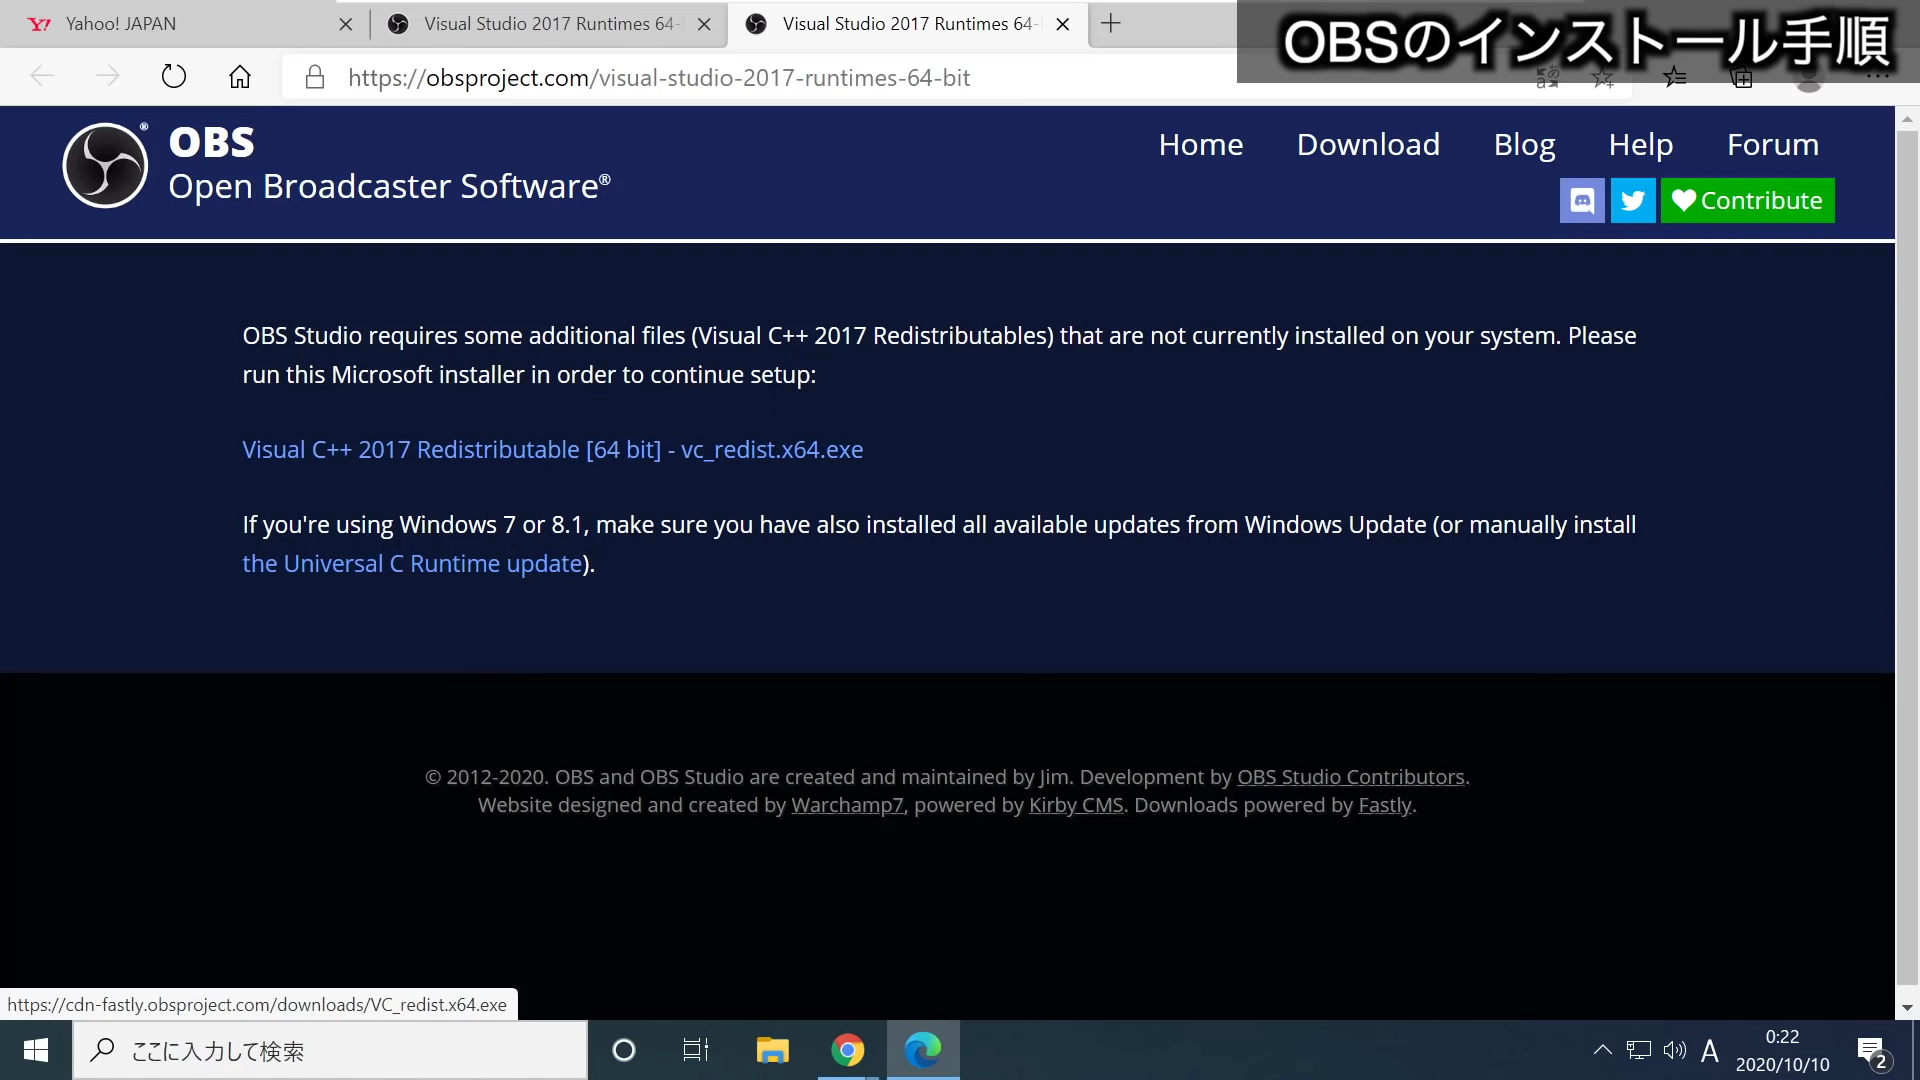 Yahoo! JAPAN
Visual Studio 2017 Runtimes 64-
Visual Studio 2017 Runtimes 64-
OBSのインストール手順
https://obsproject.com/visual-studio-2017-runtimes-64-bit
OBS
Open Broadcaster Software®
Home
Download
Blog
Help
Forum
Contribute
OBS Studio requires some additional files (Visual C++ 2017 Redistributables) that are not currently installed on your system. Please
run this Microsoft installer in order to continue setup:
Visual C++ 2017 Redistributable [64 bit] - vc_redist.x64.exe
If you're using Windows 7 or 8.1, make sure you have also installed all available updates from Windows Update (or manually install
the Universal C Runtime update).
© 2012-2020. OBS and OBS Studio are created and maintained by Jim. Development by OBS Studio Contributors.
Website designed and created by Warchamp7, powered by Kirby CMS. Downloads powered by Fastly.
https://cdn-fastly.obsproject.com/downloads/VC_redist.x64.exe
ここに入力して検索
A
0:22
2020/10/10
2